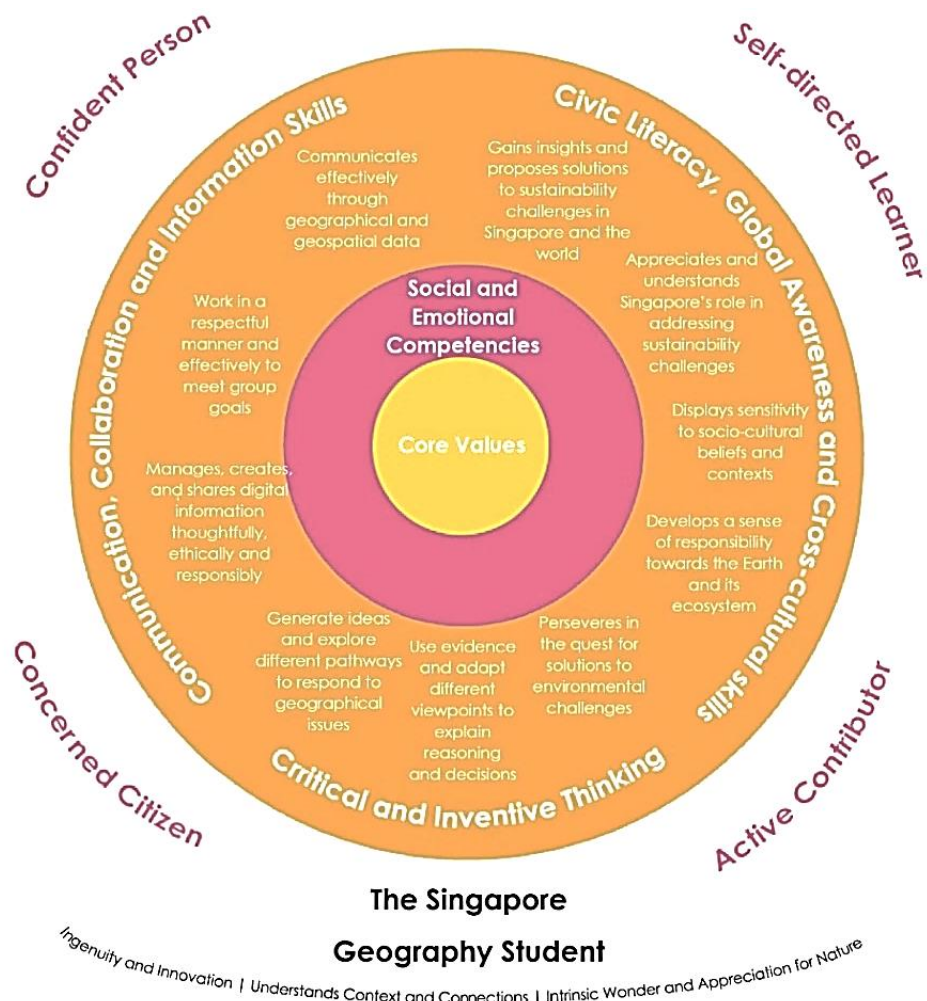 Confident Person
Self-directed Learner
Communication, Collaboration and Information Skills
Civic Literacy, Global Awareness and Cross-cultural skills
Communicates
effectively
through
geographical and
geospatial data
Gains insights and
proposes solutions
to sustainability
challenges in
Singapore and the
world
Appreciates and
understands
Singapore's role in
addressing
sustainability
challenges
Work in a
respectful
manner and
effectively to
meet group
goals
Social and
Emotional
Competencies
Core Values
Displays sensitivity
to socio-cultural
beliefs and
contexts
Manages, creates,
and shares digital
information
thoughtfully,
ethically and
responsibly
Develops a sense
of responsibility
towards the Earth
and its
ecosystem
Generate ideas
and explore
different pathways
to respond to
geographical
issues
Use evidence
and adapt
different
viewpoints to
explain
reasoning
and decisions
Perseveres in
the quest for
solutions to
environmental
challenges
Crritical and Inventive Thinking
Concerned Citizen
Active Contributor
The Singapore
Geography Student
Ingenuity and Innovation | Understands Context and Connections | Intrinsic Wonder and Appreciation for Nature